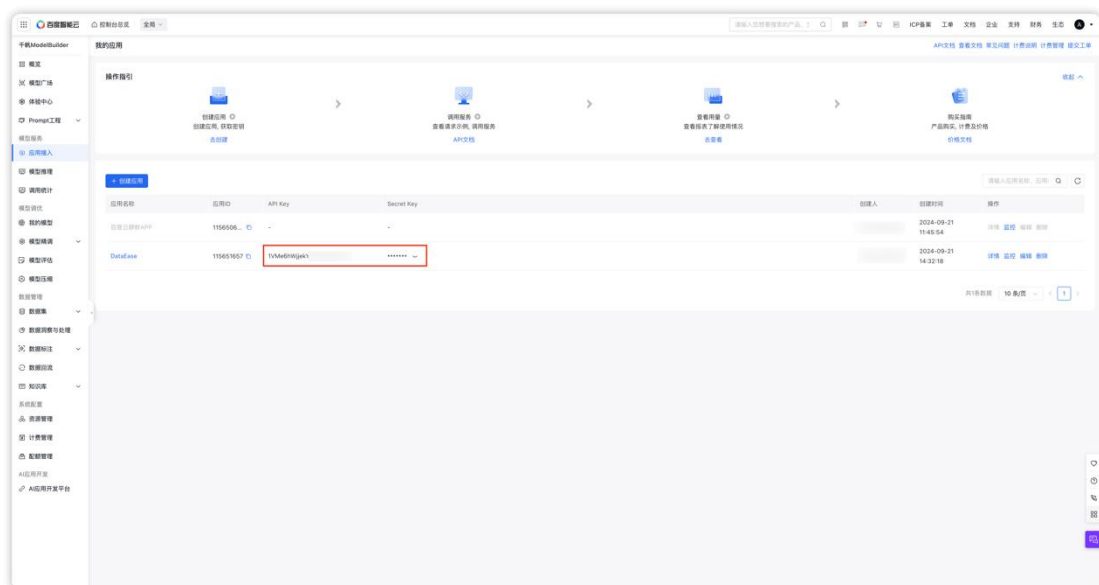 百度智能云 控制台总览 全局
ICP备案 工单 文档 企业 支持 财务 生态 A
千帆ModelBuilder
我的应用
API文档 查看文档 常见问题 计费说明 计费管理 提交工单
概览
模型广场
体验中心
Prompt工程
模型服务
应用接入
模型推理
调用统计
模型调优
我的模型
模型精调
模型评估
模型压缩
数据管理
数据集
数据洞察与处理
数据标注
数据回流
知识库
系统配置
资源管理
计费管理
配额管理
AI应用开发
AI应用开发平台
操作指引
收起
创建应用
创建应用, 获取密钥
去创建
调用服务
查看请求示例, 调用服务
API文档
查看用量
查看报表了解使用情况
去查看
购买指南
产品购买, 计费及价格
价格文档
+ 创建应用
请输入应用名称、应用
应用名称 应用ID API Key Secret Key 创建人 创建时间 操作
1156506... - - 2024-09-21 11:45:54 详情 监控 编辑 删除
DataEase 115651657 ******* 2024-09-21 14:32:18 详情 监控 编辑 删除
共1条数据 10 条/页 1